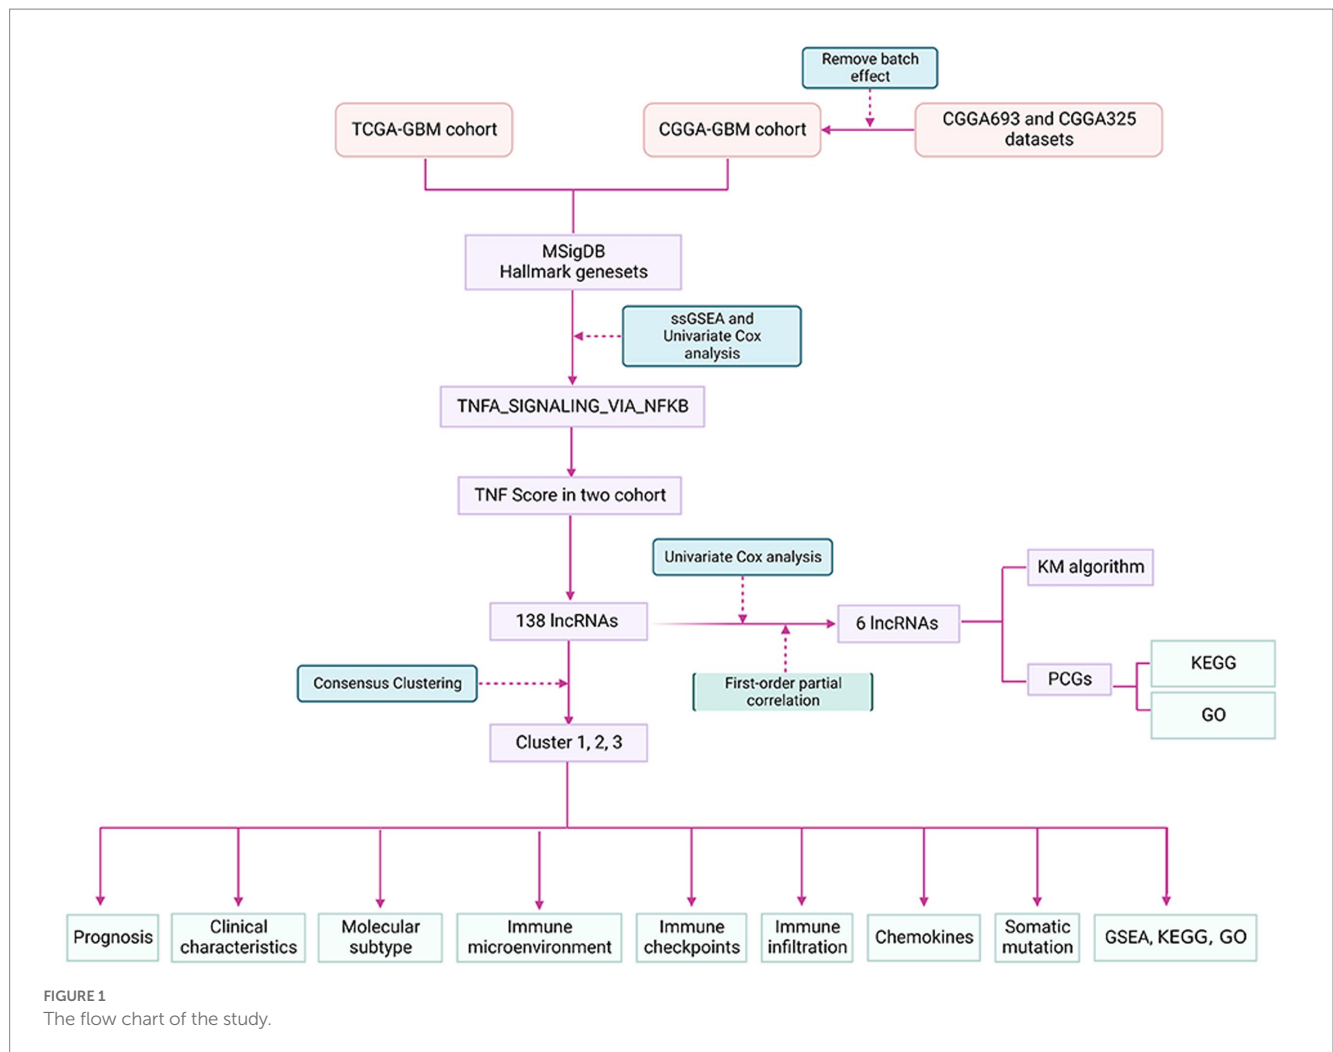 Remove batch
effect
TCGA-GBM cohort
CGGA-GBM cohort
CGGA693 and CGGA325
datasets
MSigDB
Hallmark genesets
ssGSEA and
Univariate Cox
analysis
TNFA_SIGNALING_VIA_NFKB
TNF Score in two cohort
Univariate Cox analysis
KM algorithm
138 lncRNAs
6 lncRNAs
KEGG
Consensus Clustering
First-order partial
correlation
PCGs
GO
Cluster 1, 2, 3
Prognosis
Clinical
characteristics
Molecular
subtype
Immune
microenvironment
Immune
checkpoints
Immune
infiltration
Chemokines
Somatic
mutation
GSEA, KEGG, GO
FIGURE 1
The flow chart of the study.